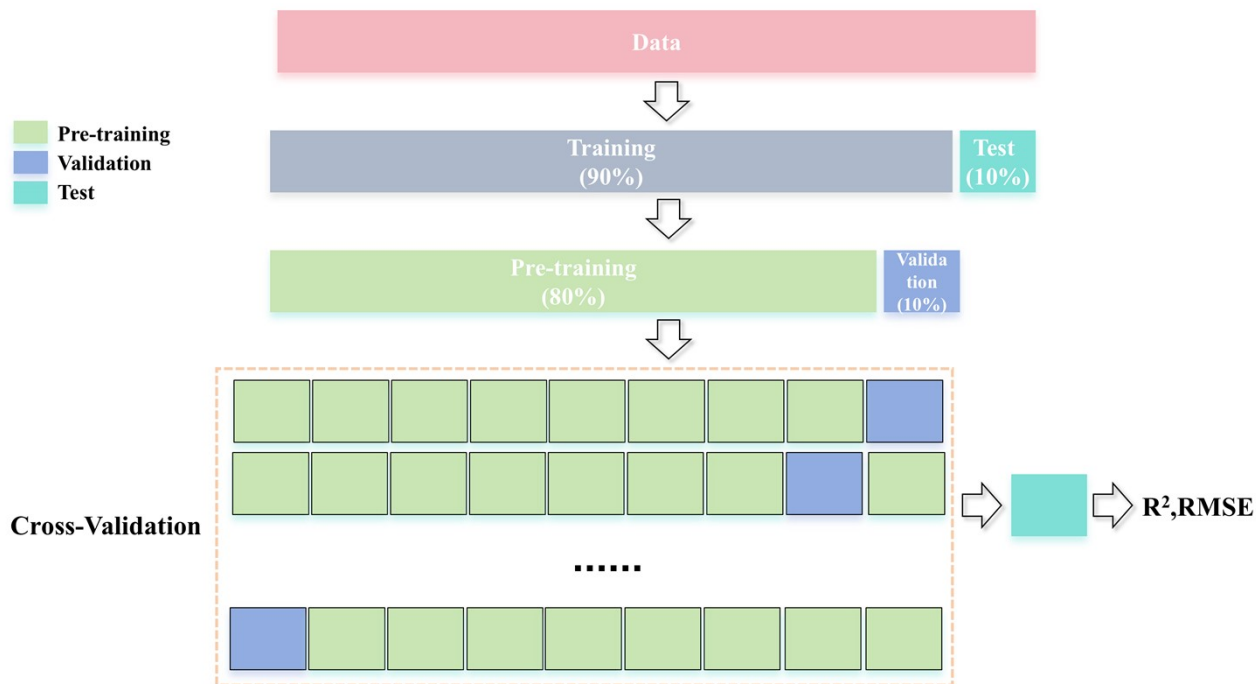 Data
Pre-training
Validation
Test
Training
(90%)
Test
(10%)
Pre-training
(80%)
Valida
tion
(10%)
Cross-Validation
......
R²,RMSE